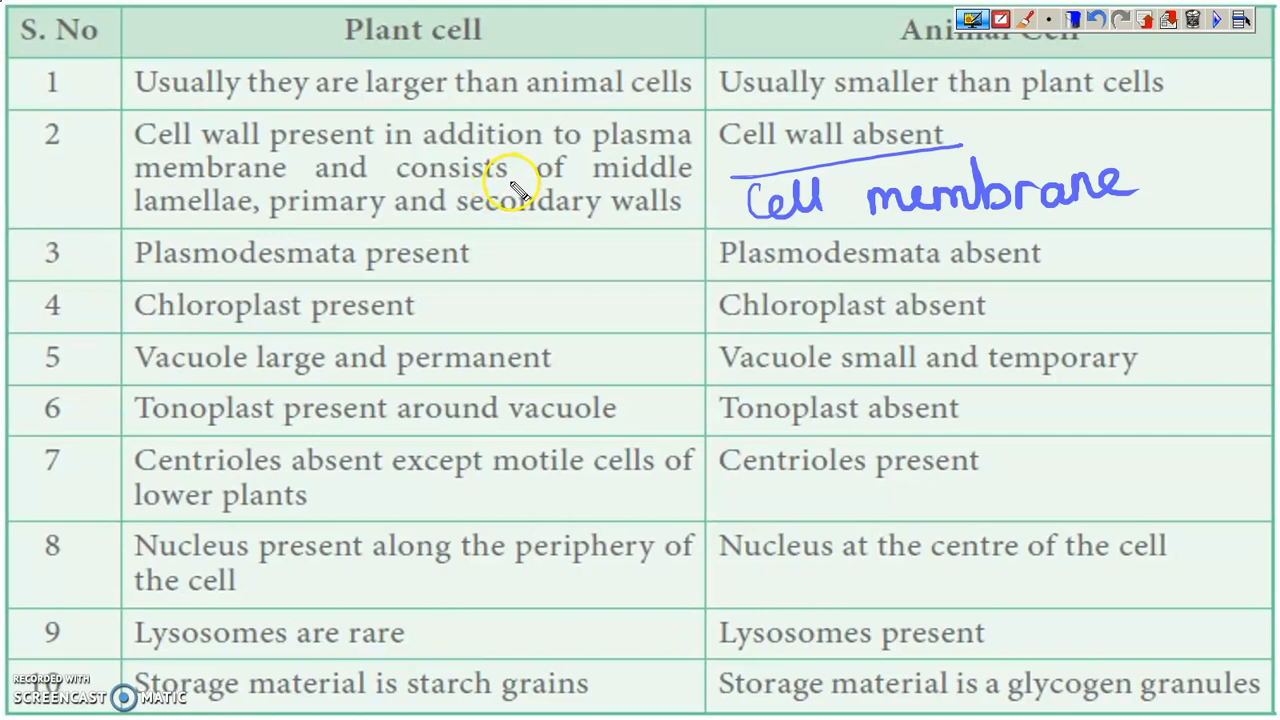 S. No Plant cell Animal Cell
1 Usually they are larger than animal cells Usually smaller than plant cells
2 Cell wall present in addition to plasma Cell wall absent
membrane and consists of middle
lamellae, primary and secondary walls
Cell membrane
3 Plasmodesmata present Plasmodesmata absent
4 Chloroplast present Chloroplast absent
5 Vacuole large and permanent Vacuole small and temporary
6 Tonoplast present around vacuole Tonoplast absent
7 Centrioles absent except motile cells of Centrioles present
lower plants
8 Nucleus present along the periphery of Nucleus at the centre of the cell
the cell
9 Lysosomes are rare Lysosomes present
Storage material is starch grains Storage material is a glycogen granules
RECORDED WITH
SCREENCAST MATIC